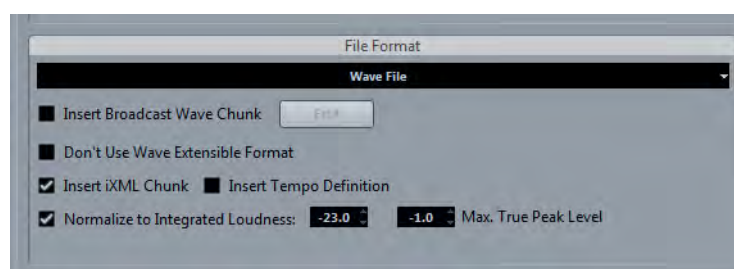 File Format
Wave File
Insert Broadcast Wave Chunk Edit
Don't Use Wave Extensible Format
Insert iXML Chunk Insert Tempo Definition
Normalize to Integrated Loudness: -23.0 -1.0 Max. True Peak Level